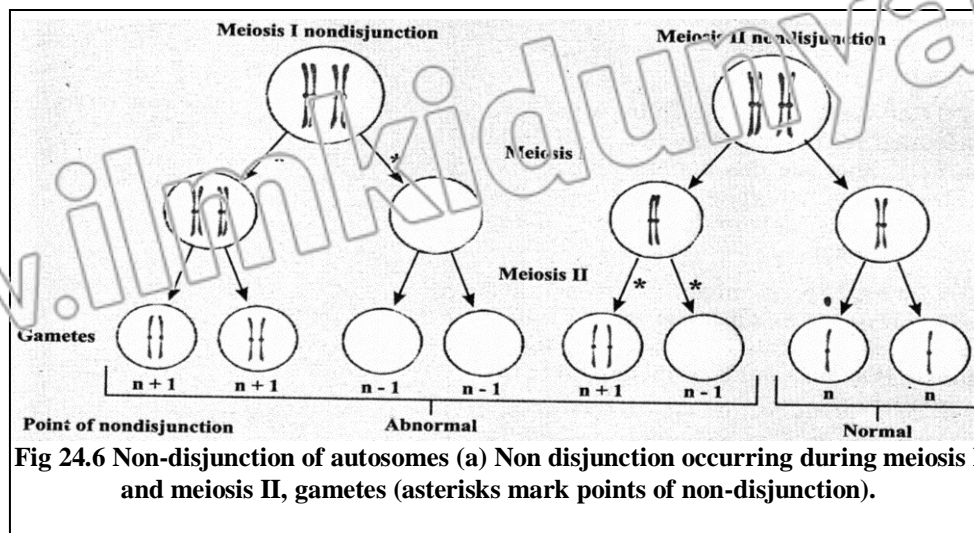 Meiosis I nondisjunction
Meiosis II nondisjunction
www.ilmkidunya
Meiosis I
* *
Meiosis II
* *
Gametes
n + 1 n + 1 n - 1 n - 1 n + 1 n - 1 n n
Point of nondisjunction
Abnormal
Normal
Fig 24.6 Non-disjunction of autosomes (a) Non disjunction occurring during meiosis I
and meiosis II, gametes (asterisks mark points of non-disjunction).